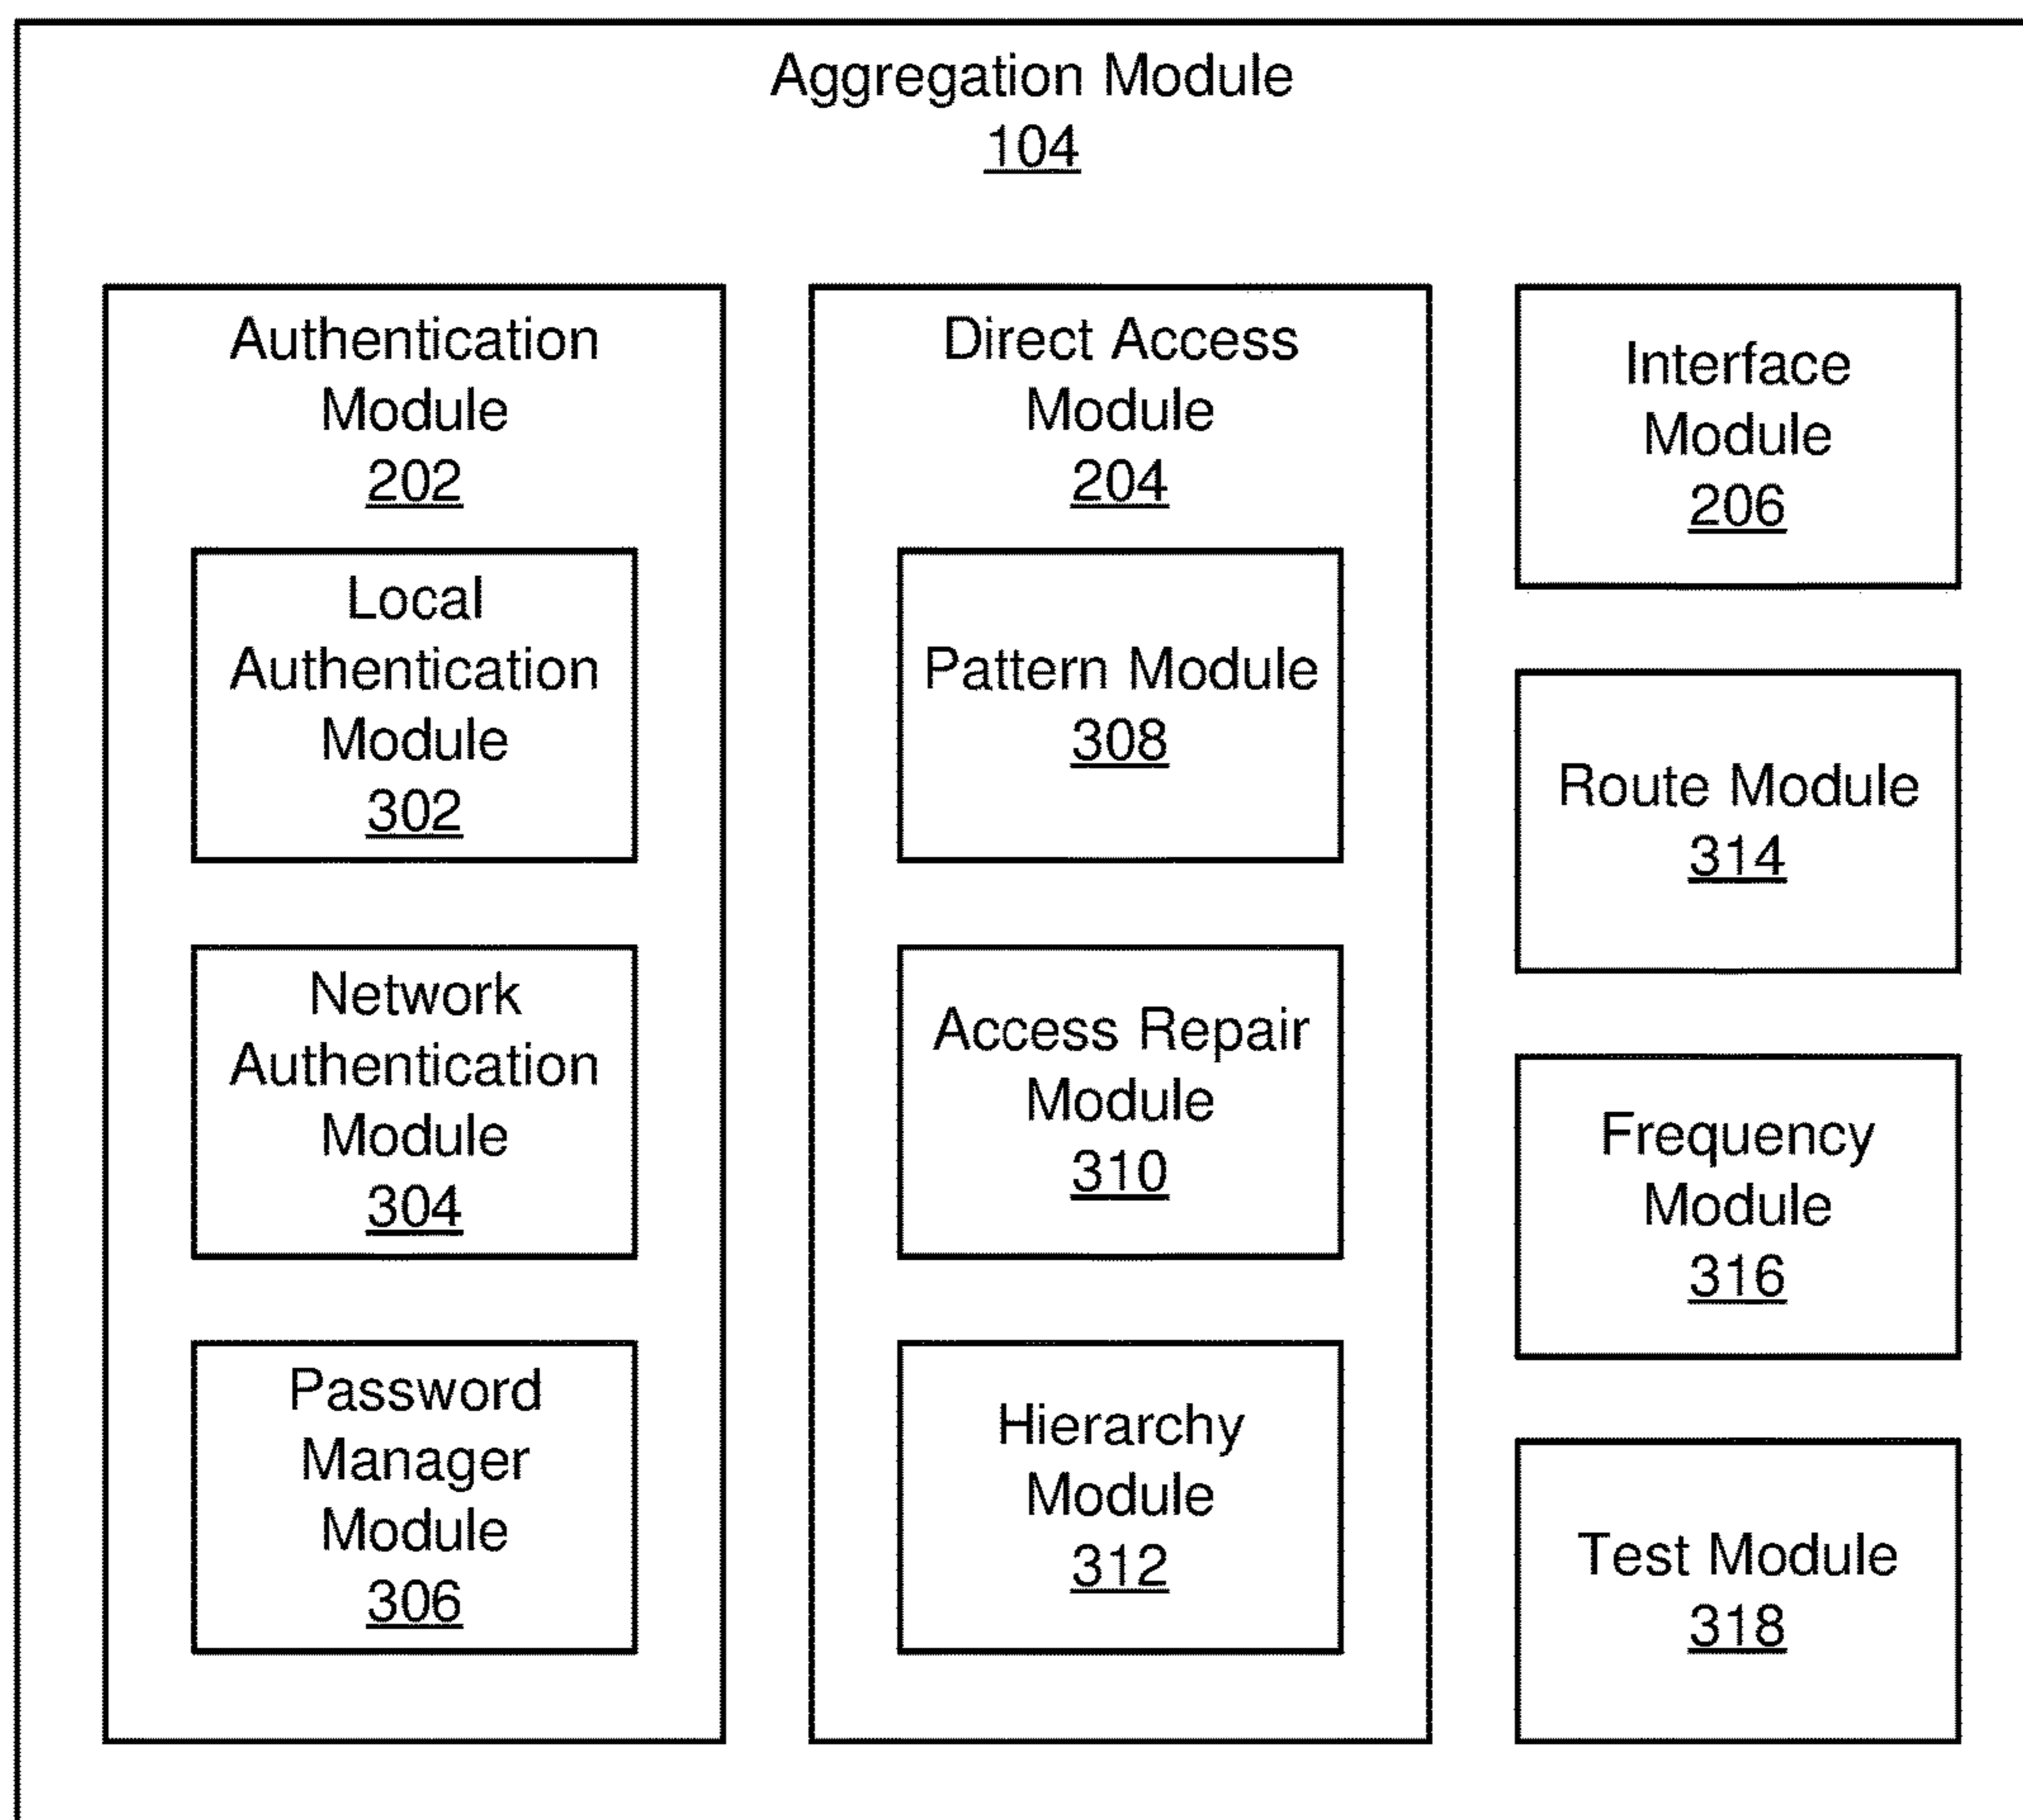 Aggregation Module
104
Authentication
Module
202
Local
Authentication
Module
302
Network
Authentication
Module
304
Password
Manager
Module
306
Direct Access
Module
204
Pattern Module
308
Access Repair
Module
310
Hierarchy
Module
312
Interface
Module
206
Route Module
314
Frequency
Module
316
Test Module
318